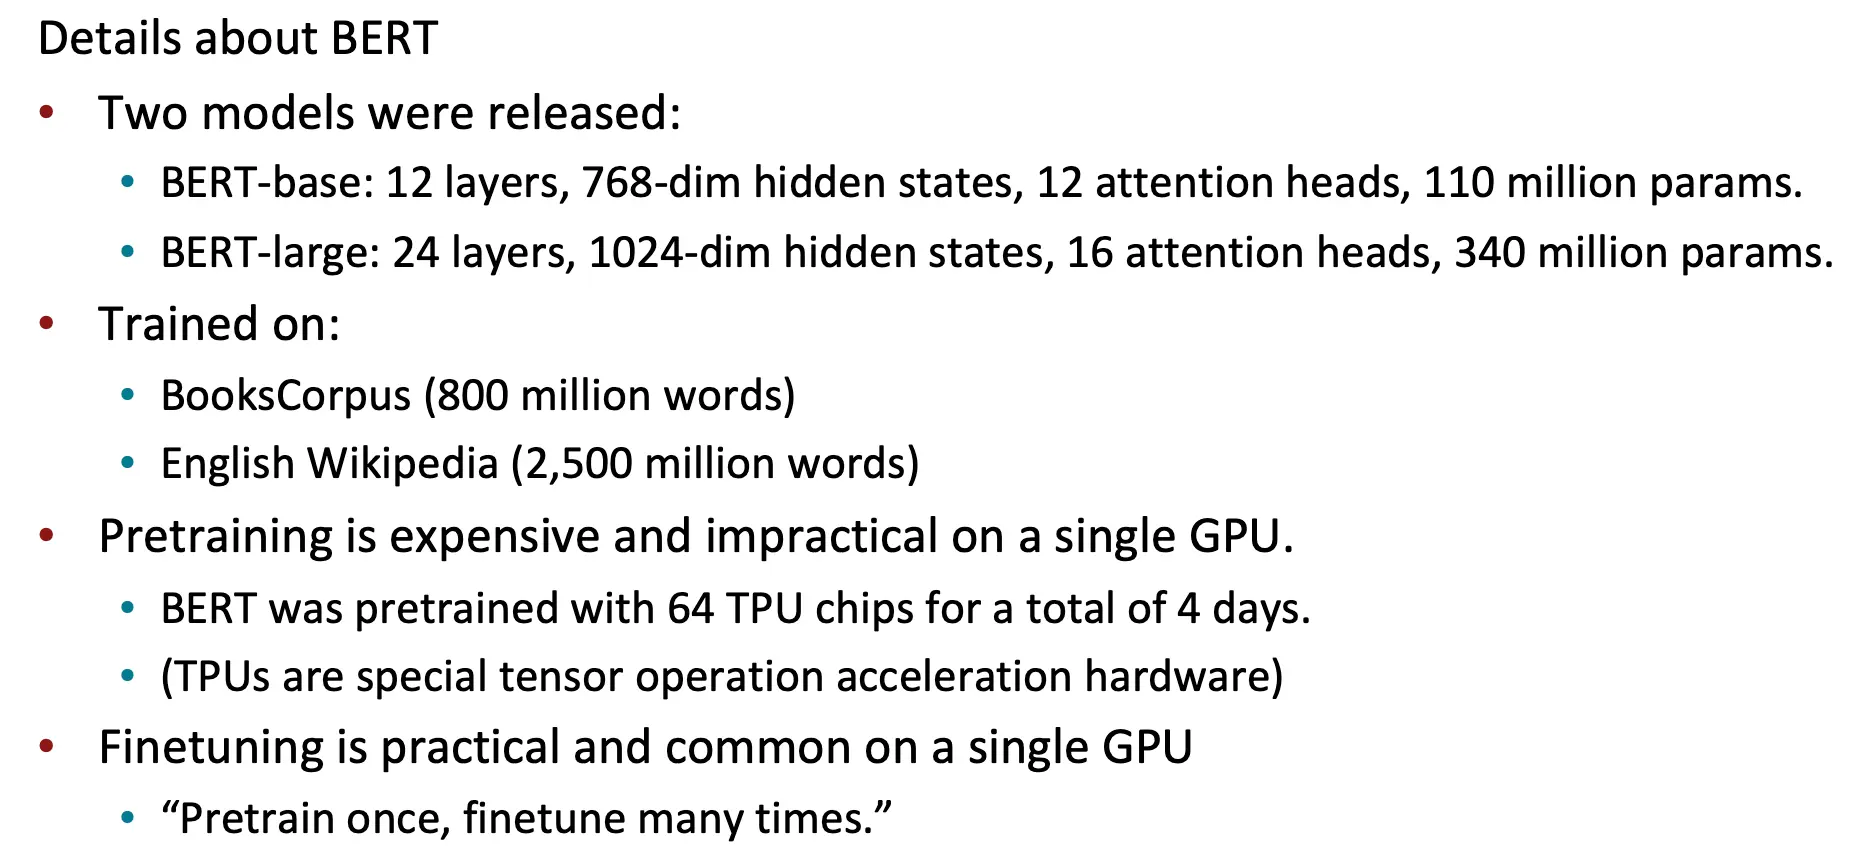 Details about BERT
• Two models were released:
• BERT-base: 12 layers, 768-dim hidden states, 12 attention heads, 110 million params.
• BERT-large: 24 layers, 1024-dim hidden states, 16 attention heads, 340 million params.
• Trained on:
• BooksCorpus (800 million words)
• English Wikipedia (2,500 million words)
• Pretraining is expensive and impractical on a single GPU.
• BERT was pretrained with 64 TPU chips for a total of 4 days.
• (TPUs are special tensor operation acceleration hardware)
• Finetuning is practical and common on a single GPU
• “Pretrain once, finetune many times.”